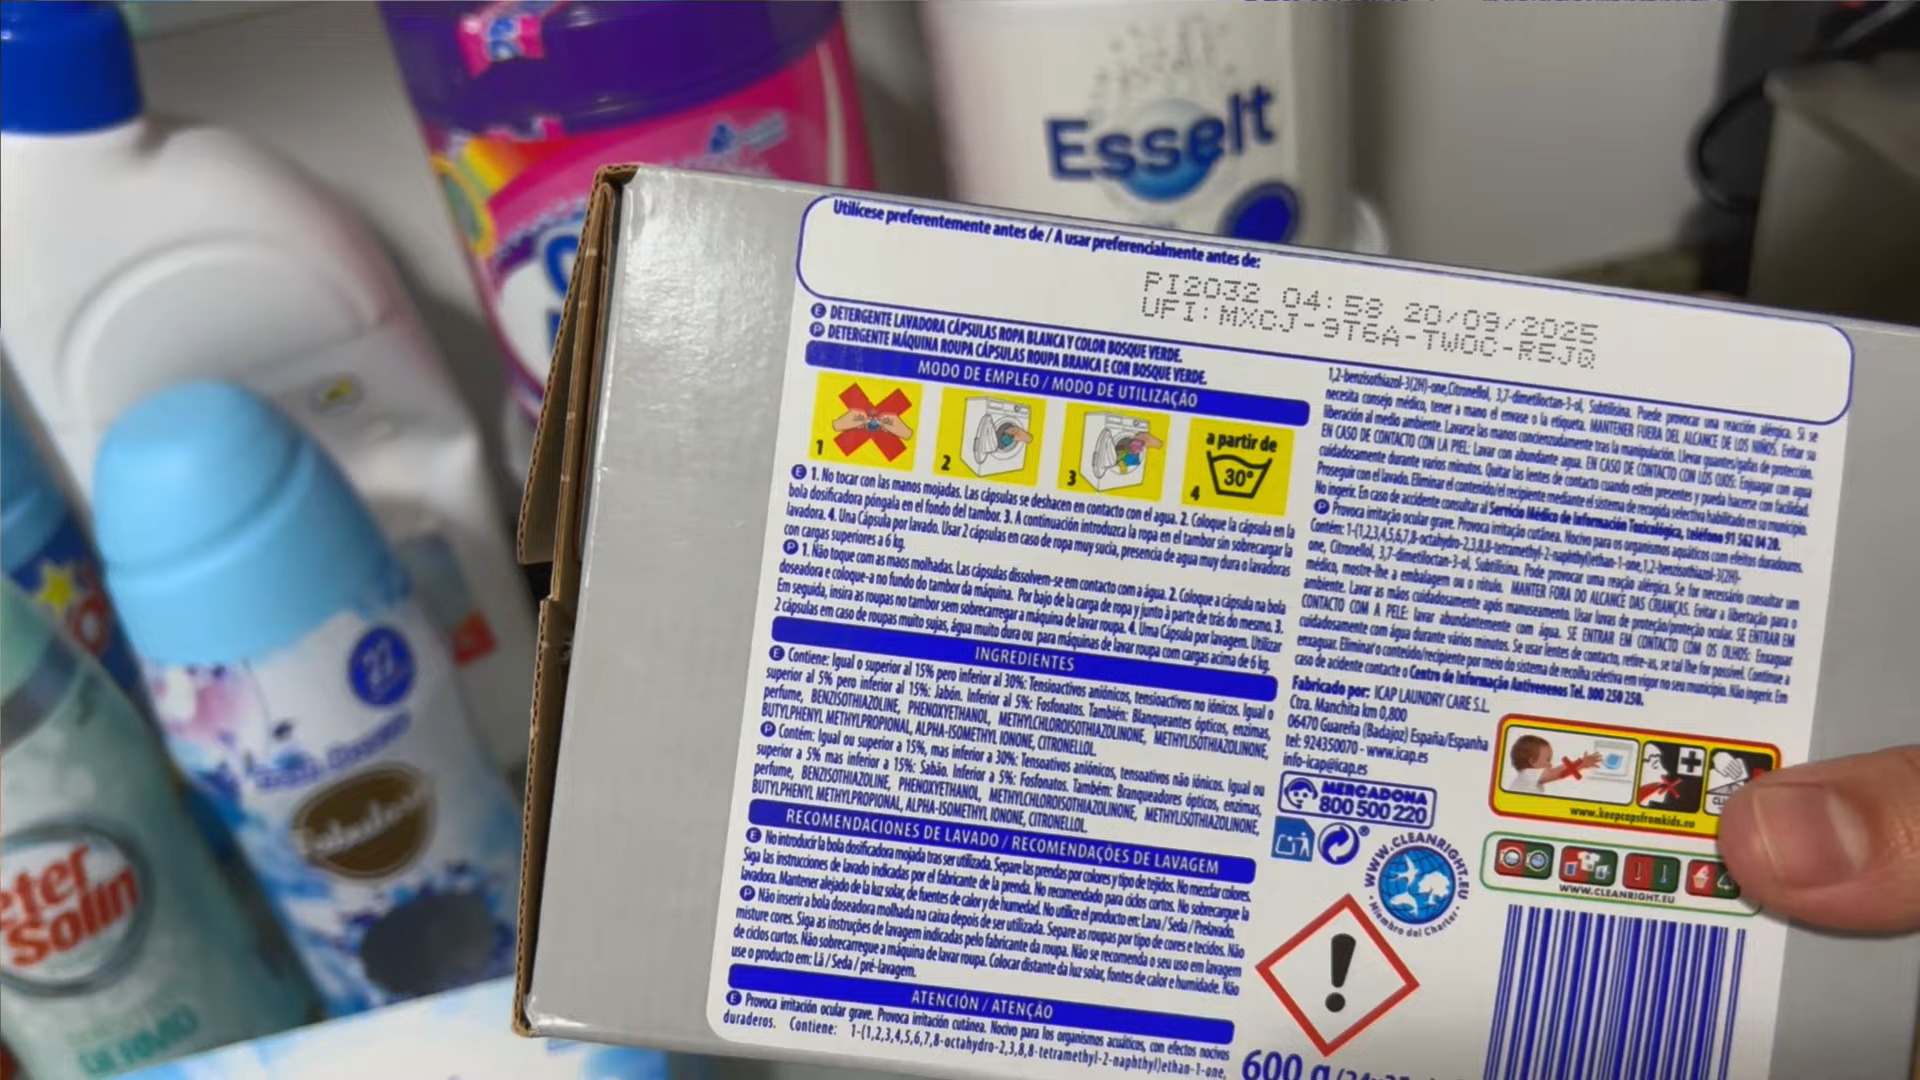 Esselt
Utilícese preferentemente antes de / A usar preferencialmente antes de:
PI2032 04:58 20/09/2025
UFI: MXCJ-9T6A-TW0C-R5JQ
E DETERGENTE LAVADORA CÁPSULAS ROPA BLANCA Y COLOR BOSQUE VERDE.
P DETERGENTE MÁQUINA ROUPA CÁPSULAS ROUPA BRANCA E COR BOSQUE VERDE.
MODO DE EMPLEO / MODO DE UTILIZAÇÃO
1
2
3
4
a partir de
30°
E 1. No tocar con las manos mojadas. Las cápsulas se deshacen en contacto con el agua. 2. Coloque la cápsula en la
bola dosificadora póngala en el fondo del tambor. 3. A continuación introduzca la ropa en el tambor sin sobrecargar la
lavadora. 4. Una Cápsula por lavado. Usar 2 cápsulas en caso de ropa muy sucia, presencia de agua muy dura o lavadoras
con cargas superiores a 6 kg.
P 1. Não toque com as maos molhadas. Las cápsulas dissolvem-se em contacto com a água. 2. Coloque a cápsula na bola
doseadora e coloque-a no fundo do tambor da máquina. Por bajo de la carga de ropa y junto à parte de trás do mesmo. 3.
Em seguida, insira as roupas no tambor sem sobrecarregar a máquina de lavar roupa. 4. Uma Cápsula por lavagem. Utilizar
2 cápsulas em caso de roupas muito sujas, água muito dura ou para máquinas de lavar roupa com cargas acima de 6 kg.
INGREDIENTES
E Contiene: Igual o superior al 15% pero inferior al 30%: Tensioactivos aniónicos, tensioactivos no iónicos. Igual o
superior al 5% pero inferior al 15%: Jabón. Inferior al 5%: Fosfonatos. También: Blanqueantes ópticos, enzimas,
perfume, BENZISOTHIAZOLINE, PHENOXYETHANOL, METHYLCHLOROISOTHIAZOLINONE, METHYLISOTHIAZOLINONE,
BUTYLPHENYL METHYLPROPIONAL, ALPHA-ISOMETHYL IONONE, CITRONELLOL.
P Contém: Igual ou superior a 15%, mas inferior a 30%: Tensoativos aniónicos, tensoativos não iónicos. Igual ou
superior a 5% mas inferior a 15%: Sabão. Inferior a 5%: Fosfonatos. Também: Branqueadores ópticos, enzimas,
perfume, BENZISOTHIAZOLINE, PHENOXYETHANOL, METHYLCHLOROISOTHIAZOLINONE, METHYLISOTHIAZOLINONE,
BUTYLPHENYL METHYLPROPIONAL, ALPHA-ISOMETHYL IONONE, CITRONELLOL.
RECOMENDACIONES DE LAVADO / RECOMENDAÇÕES DE LAVAGEM
E No introducir la bola dosificadora mojada tras ser utilizada. Separe las prendas por colores y tipo de tejidos. No mezclar colores.
Siga las instrucciones de lavado indicadas por el fabricante de la prenda. No recomendado para ciclos cortos. No sobrecargue la
lavadora. Mantener alejado de la luz solar, de fuentes de calor y de humedad. No utilice el producto en: Lana / Seda / Prelavado.
P Não inserir a bola doseadora molhada na caixa depois de ser utilizada. Separe as roupas por tipo de cores e tecidos. Não
misture cores. Siga as instruções de lavagem indicadas pelo fabricante da roupa. Não se recomenda o seu uso em lavagem
de ciclos curtos. Não sobrecarregue a máquina de lavar roupa. Colocar distante da luz solar, fontes de calor e humidade. Não
use o producto em: Lã / Seda / pré-lavagem.
ATENCIÓN / ATENÇÃO
E Provoca irritación ocular grave. Provoca irritación cutánea. Nocivo para los organismos acuáticos, con efectos nocivos
duraderos. Contiene: 1-(1,2,3,4,5,6,7,8-octahydro-2,3,8,8-tetramethyl-2-naphthyl)ethan-1-one,
1,2-benzisothiazol-3(2H)-one, Citronellol, 3,7-dimetiloctan-3-ol, Subtilisina. Puede provocar una reacción alérgica. Si se
necesita consejo médico, tener a mano el envase o la etiqueta. MANTENER FUERA DEL ALCANCE DE LOS NIÑOS. Evitar su
liberación al medio ambiente. Lavarse las manos concienzudamente tras la manipulación. Llevar guantes/gafas de protección.
EN CASO DE CONTACTO CON LA PIEL: Lavar con abundante agua. EN CASO DE CONTACTO CON LOS OJOS: Enjuagar con agua
cuidadosamente durante varios minutos. Quitar las lentes de contacto cuando estén presentes y pueda hacerse con facilidad.
Proseguir con el lavado. Eliminar el contenido/el recipiente mediante el sistema de recogida selectiva habilitado en su municipio.
No ingerir. En caso de accidente consultar al Servicio Médico de Información Toxicológica, teléfono 91 562 04 20.
P Provoca irritação ocular grave. Provoca irritação cutânea. Nocivo para os organismos aquáticos com efeitos duradouros.
Contém: 1-(1,2,3,4,5,6,7,8-octahydro-2,3,8,8-tetramethyl-2-naphthyl)ethan-1-one, 1,2-benzisothiazol-3(2H)-
one, Citronellol, 3,7-dimetiloctan-3-ol, Subtilisina. Pode provocar uma reação alérgica. Se for necessário consultar um
médico, mostre-lhe a embalagem ou o rótulo. MANTER FORA DO ALCANCE DAS CRIANÇAS. Evitar a libertação para o
ambiente. Lavar as mãos cuidadosamente após manuseamento. Usar luvas de proteção/proteção ocular. SE ENTRAR EM
CONTACTO COM A PELE: lavar abundantemente com água. SE ENTRAR EM CONTACTO COM OS OLHOS: Enxaguar
cuidadosamente com água durante vários minutos. Se usar lentes de contacto, retire-as, se tal lhe for possível. Continue a
enxaguar. Eliminar o conteúdo/recipiente por meio do sistema de recolha seletiva em vigor no seu município. Não ingerir. Em
caso de acidente contacte o Centro de Informação Antivenenos Tel. 800 250 250.
Fabricado por: ICAP LAUNDRY CARE S.L.
Ctra. Manchita km 0,800
06470 Guareña (Badajoz) España/Espanha
tel: 924350070 - www.icap.es
info-icap@icap.es
MERCADONA
800 500 220
WWW.CLEANRIGHT.EU
Miembro del Charter
www.keepcapsfromkids.eu
WWW.CLEANRIGHT.EU
600 g
22
Solin
DERMO